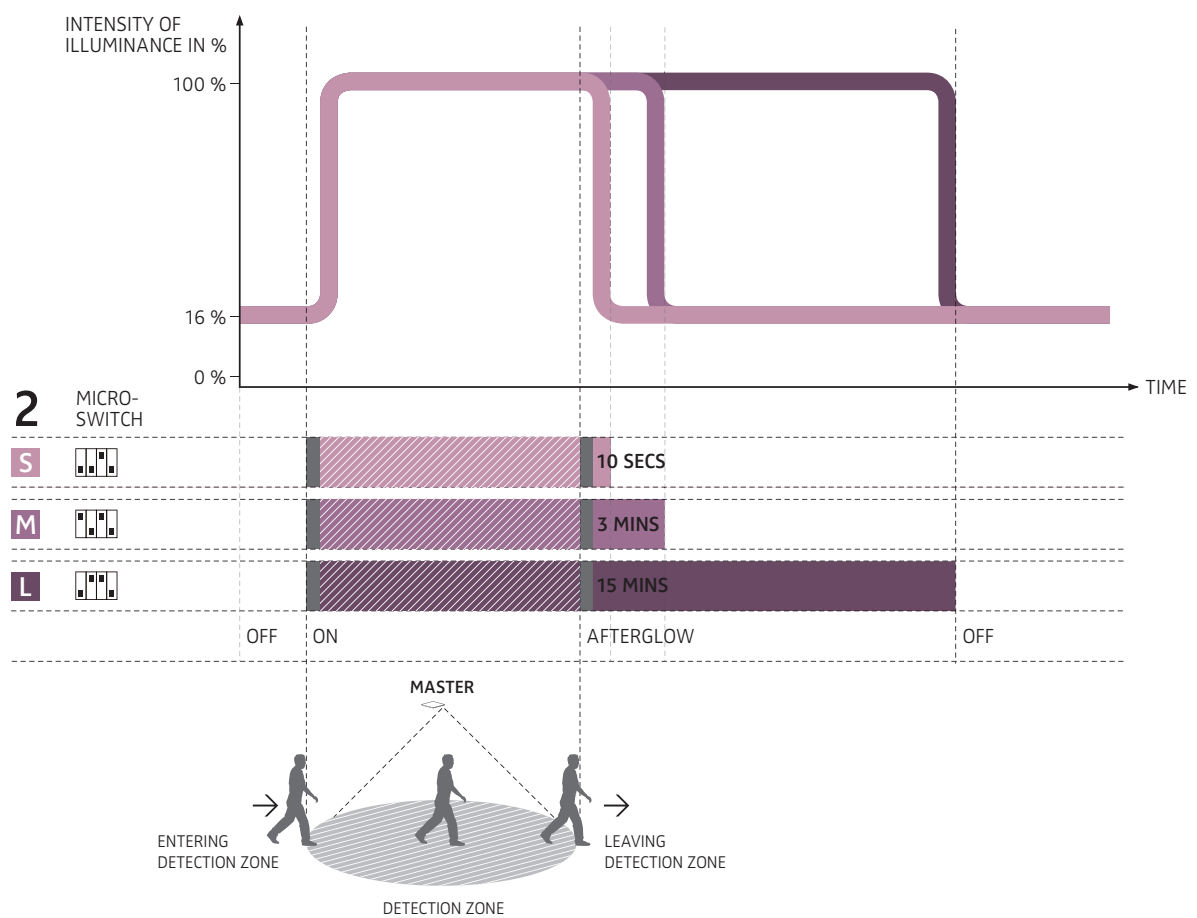 INTENSITY OF
ILLUMINANCE IN %
100 %
16 %
0 %
TIME
2
MICRO-
SWITCH
S
10 SECS
M
3 MINS
L
15 MINS
OFF
ON
AFTERGLOW
OFF
MASTER
ENTERING
DETECTION ZONE
LEAVING
DETECTION ZONE
DETECTION ZONE